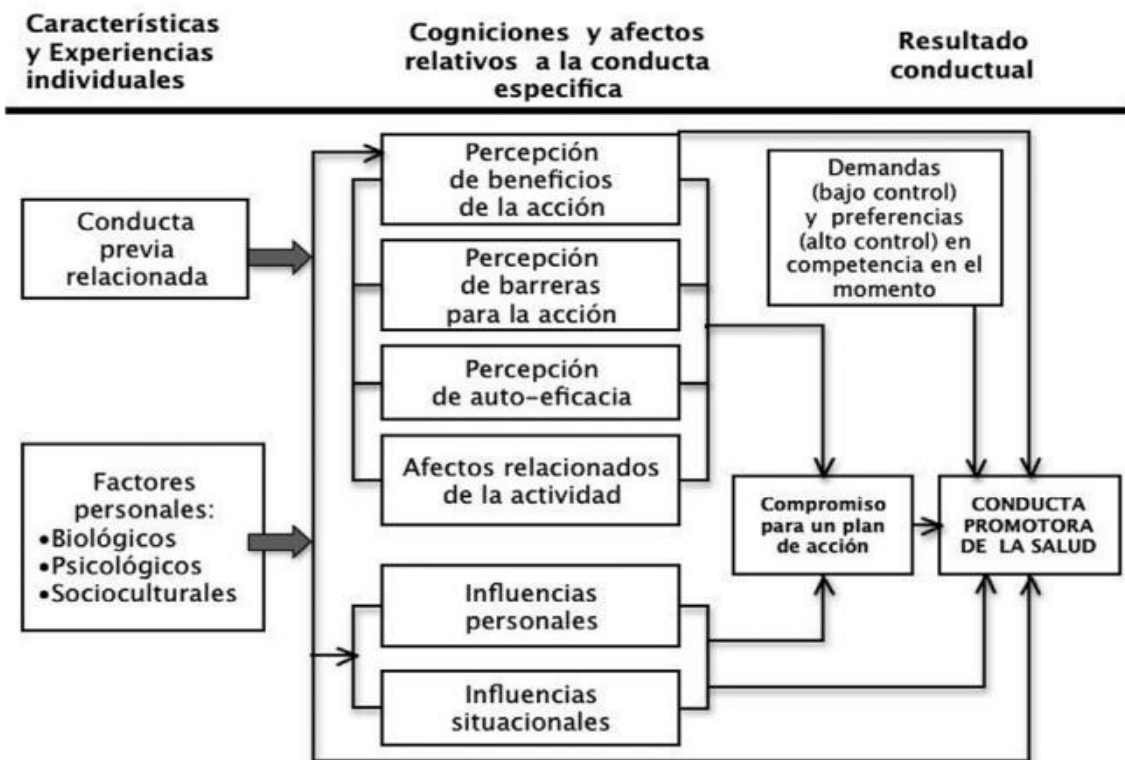 Características
y Experiencias
individuales
Cogniciones y afectos
relativos a la conducta
especifica
Resultado
conductual
Conducta
previa
relacionada
Factores
personales:
•Biológicos
•Psicológicos
•Socioculturales
Percepción
de beneficios
de la acción
Percepción
de barreras
para la acción
Percepción
de auto-eficacia
Afectos relacionados
de la actividad
Influencias
personales
Influencias
situacionales
Demandas
(bajo control)
y preferencias
(alto control) en
competencia en el
momento
Compromiso
para un plan
de acción
CONDUCTA
PROMOTORA
DE LA SALUD